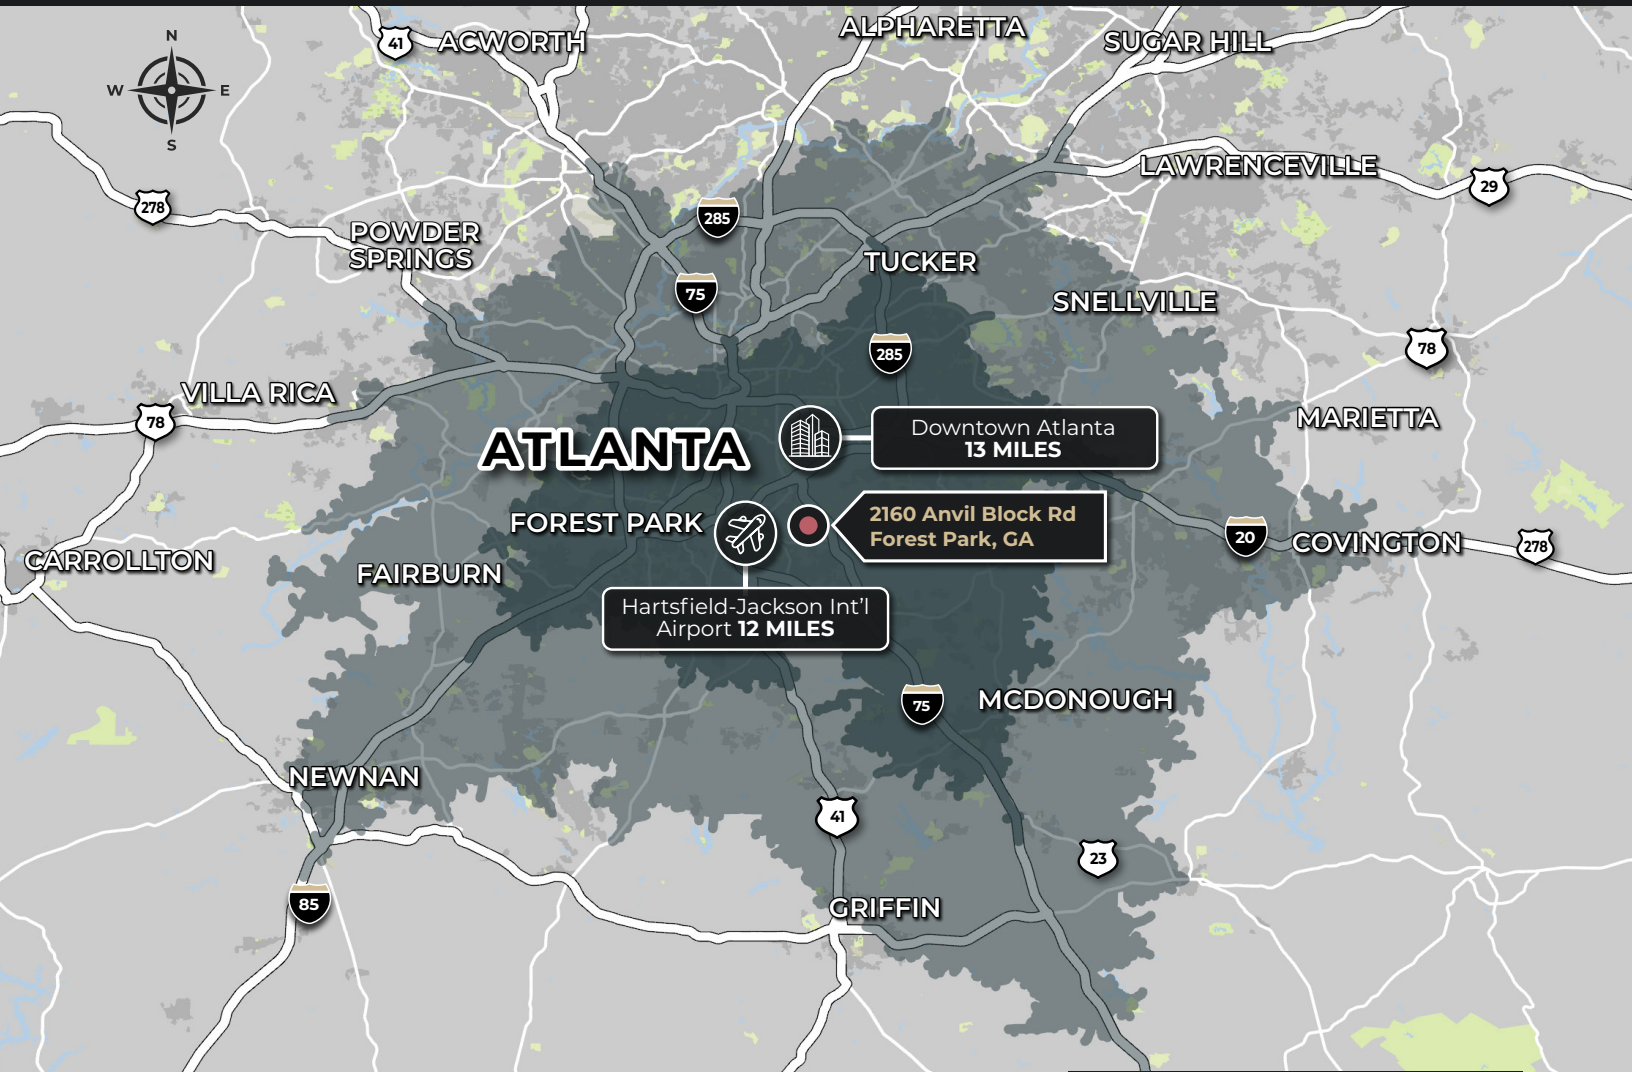 ALPHARETTA
41
ACWORTH
SUGAR HILL
N
W
E
S
LAWRENCEVILLE
29
278
285
POWDER
SPRINGS
TUCKER
75
SNELLVILLE
285
78
VILLA RICA
78
MARIETTA
Downtown Atlanta
13 MILES
ATLANTA
2160 Anvil Block Rd
Forest Park, GA
FOREST PARK
20
COVINGTON
278
CARROLLTON
FAIRBURN
Hartsfield-Jackson Int'l
Airport 12 MILES
75
MCDONOUGH
NEWNAN
41
23
85
GRIFFIN